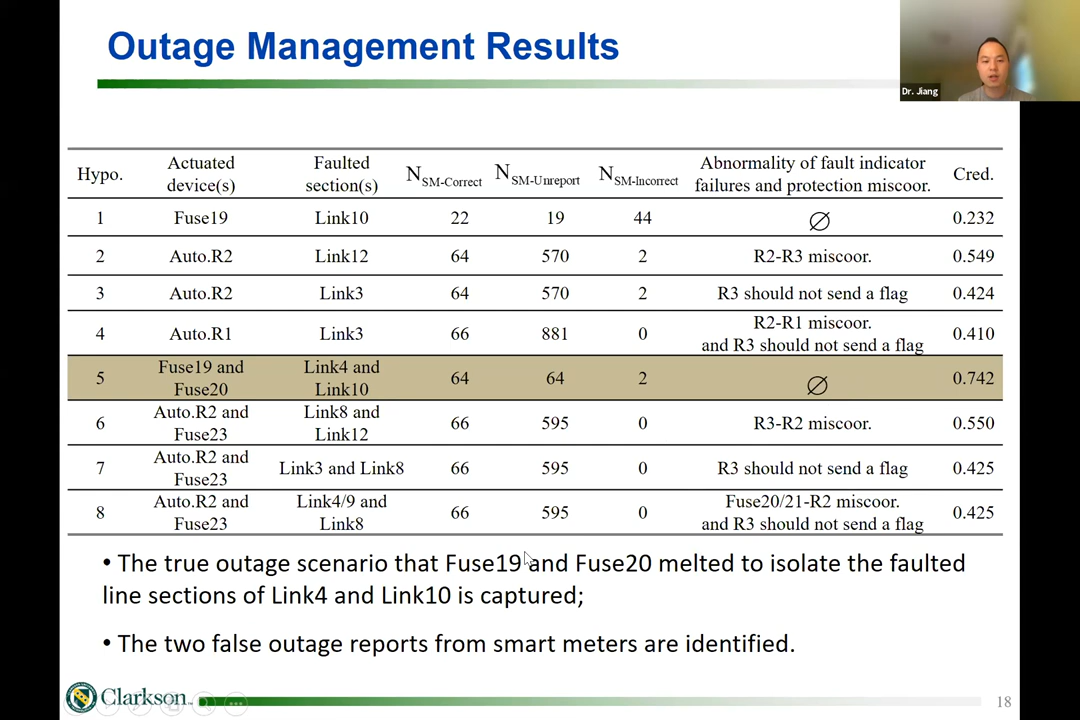 Outage Management Results
Dr. Jiang
Hypo. Actuated device(s) Faulted section(s) N SM-Correct N SM-Unreport N SM-Incorrect Abnormality of fault indicator failures and protection miscoor. Cred.
1 Fuse19 Link10 22 19 44 ∅ 0.232
2 Auto.R2 Link12 64 570 2 R2-R3 miscoor. 0.549
3 Auto.R2 Link3 64 570 2 R3 should not send a flag 0.424
4 Auto.R1 Link3 66 881 0 R2-R1 miscoor. and R3 should not send a flag 0.410
5 Fuse19 and Fuse20 Link4 and Link10 64 64 2 ∅ 0.742
6 Auto.R2 and Fuse23 Link8 and Link12 66 595 0 R3-R2 miscoor. 0.550
7 Auto.R2 and Fuse23 Link3 and Link8 66 595 0 R3 should not send a flag 0.425
8 Auto.R2 and Fuse23 Link4/9 and Link8 66 595 0 Fuse20/21-R2 miscoor. and R3 should not send a flag 0.425
• The true outage scenario that Fuse19 and Fuse20 melted to isolate the faulted
line sections of Link4 and Link10 is captured;
• The two false outage reports from smart meters are identified.
Clarkson
18